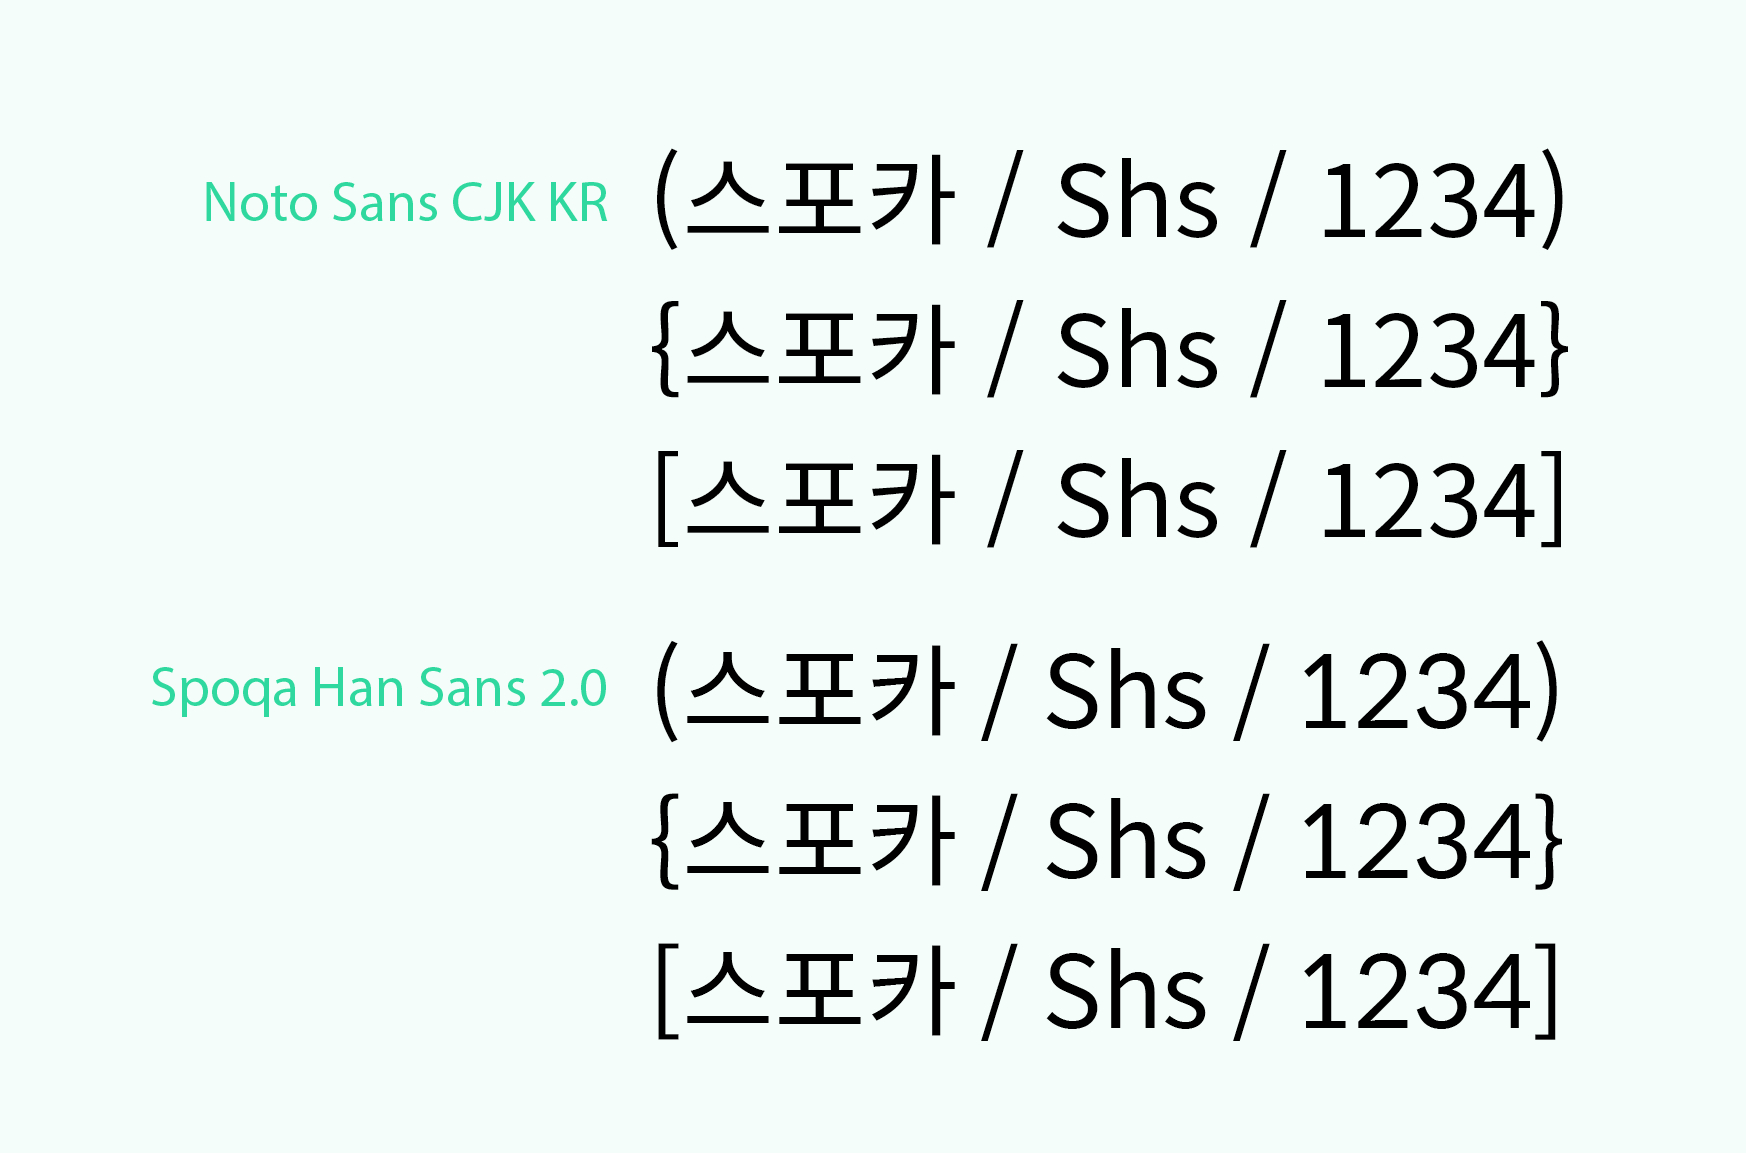 Noto Sans CJK KR (스포카 / Shs / 1234)
{스포카 / Shs / 1234}
[스포카 / Shs / 1234]
Spoqa Han Sans 2.0 (스포카 / Shs / 1234)
{스포카 / Shs / 1234}
[스포카 / Shs / 1234]